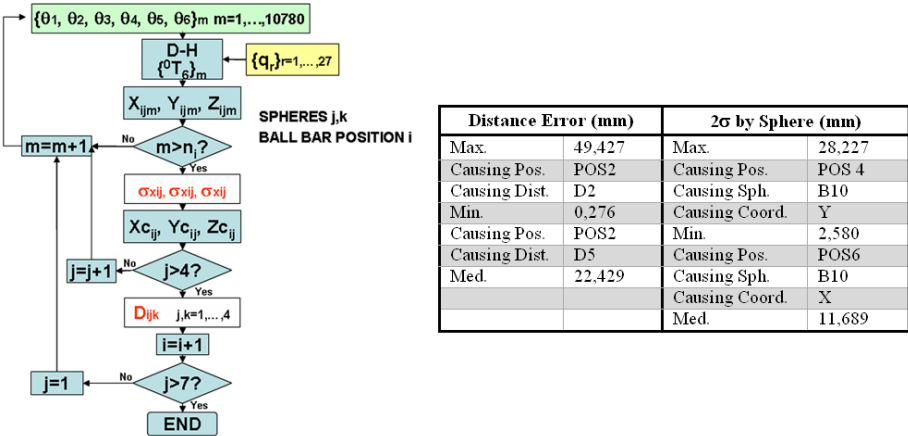 {θ1, θ2, θ3, θ4, θ5, θ6}m m=1,…,10780
D-H
{⁰T₆}m
{qr}r=1,…,27
Xijm, Yijm, Zijm
SPHERES j,k
BALL BAR POSITION i
m=m+1
No
m>ni?
Yes
σxij, σxij, σxij
Xcij, Ycij, Zcij
j=j+1
No
j>4?
Yes
Dijk j,k=1,…,4
i=i+1
j=1
No
j>7?
Yes
END
Distance Error (mm) 2σ by Sphere (mm)
Max. 49,427 Max. 28,227
Causing Pos. POS2 Causing Pos. POS 4
Causing Dist. D2 Causing Sph. B10
Min. 0,276 Causing Coord. Y
Causing Pos. POS2 Min. 2,580
Causing Dist. D5 Causing Pos. POS6
Med. 22,429 Causing Sph. B10
Causing Coord. X
Med. 11,689